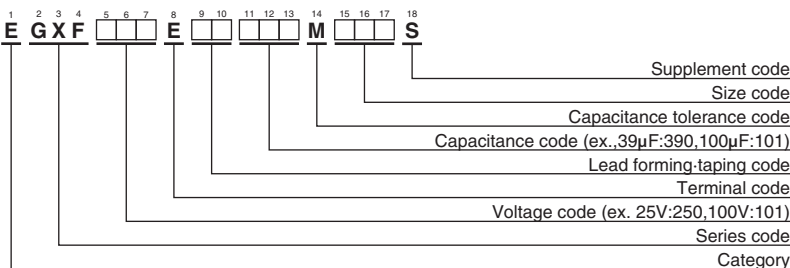 1 2 3 4 5 6 7 8 9 10 11 12 13 14 15 16 17 18
E G X F E M S
Supplement code
Size code
Capacitance tolerance code
Capacitance code (ex.,39µF:390,100µF:101)
Lead forming·taping code
Terminal code
Voltage code (ex. 25V:250,100V:101)
Series code
Category